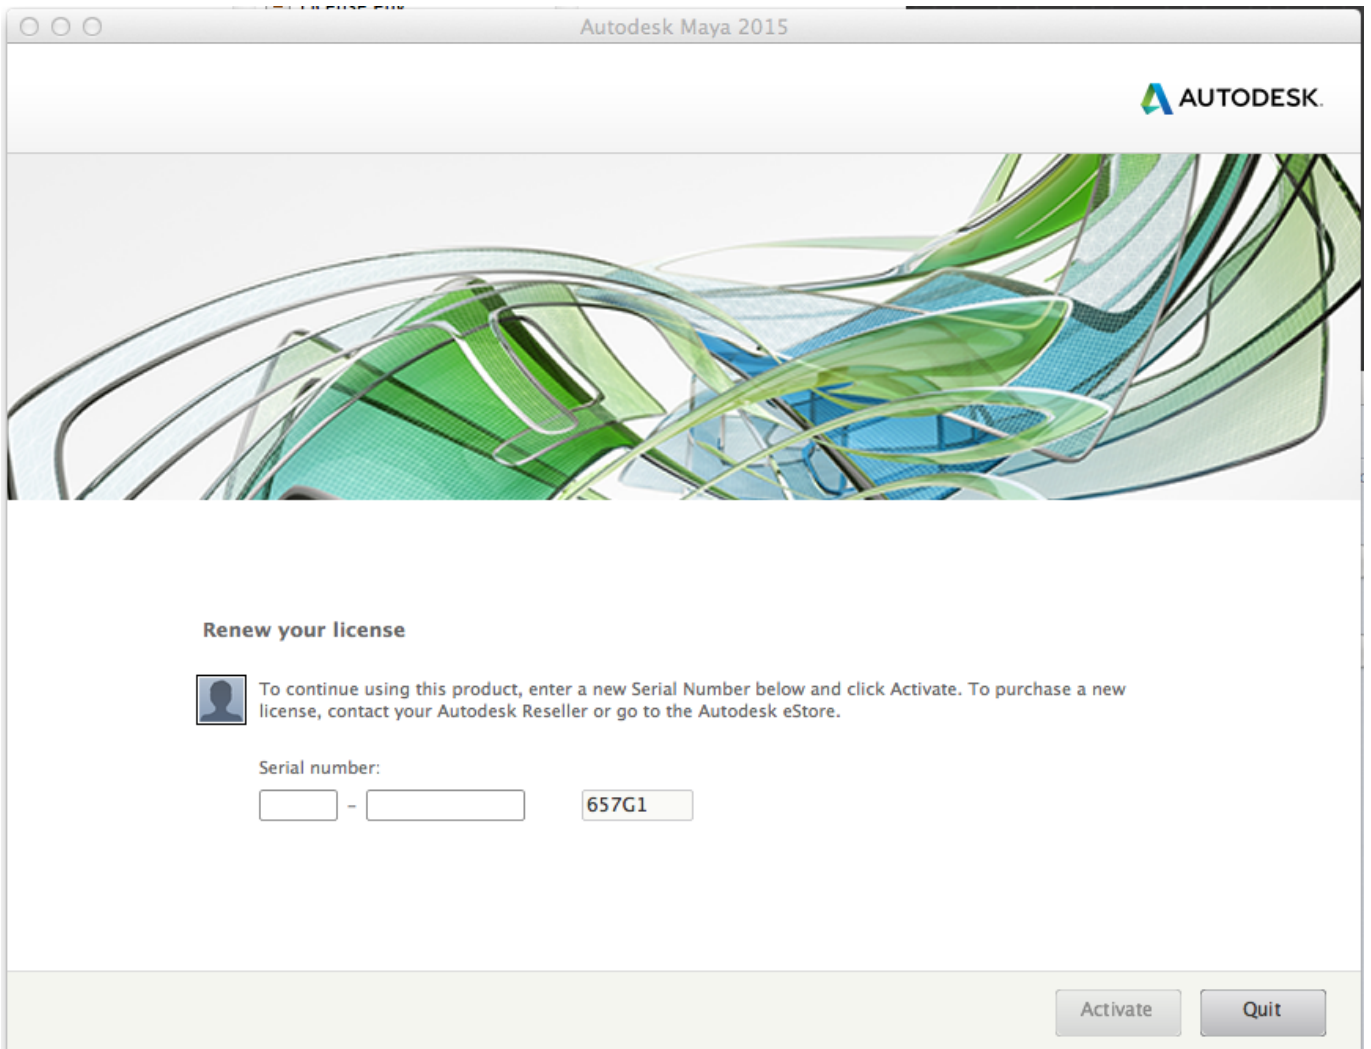 Autodesk Maya 2015
AUTODESK.
Renew your license
To continue using this product, enter a new Serial Number below and click Activate. To purchase a new
license, contact your Autodesk Reseller or go to the Autodesk eStore.
Serial number:
- 657G1
Activate Quit